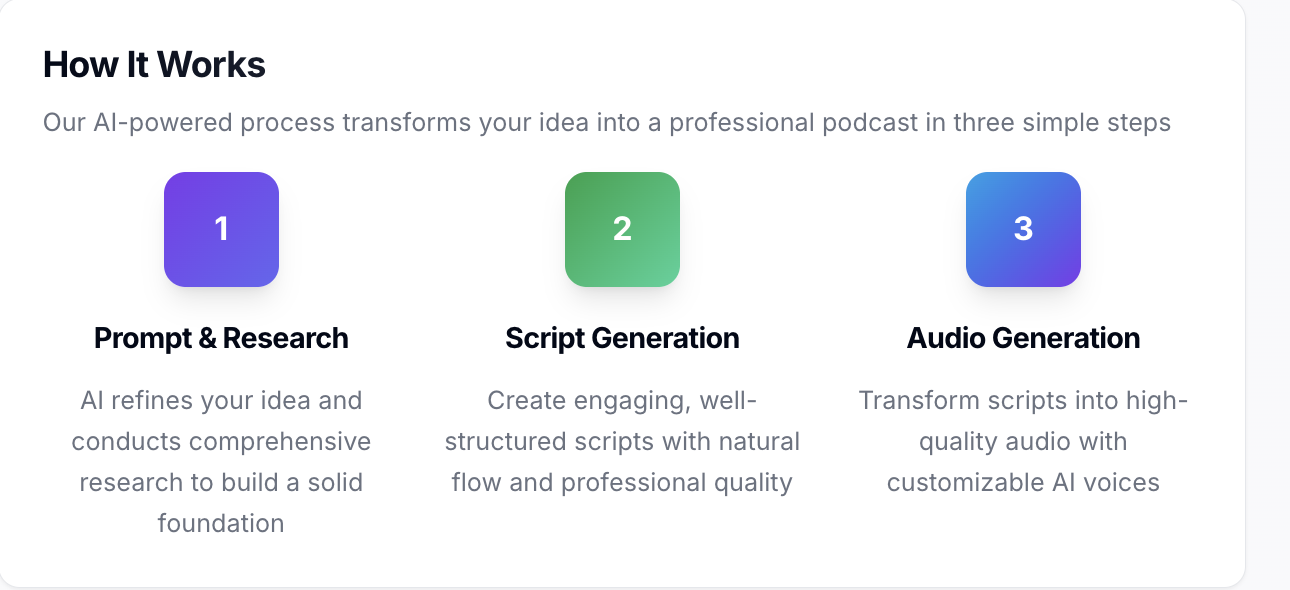 How It Works
Our AI-powered process transforms your idea into a professional podcast in three simple steps
1
Prompt & Research
AI refines your idea and
conducts comprehensive
research to build a solid
foundation
2
Script Generation
Create engaging, well-
structured scripts with natural
flow and professional quality
3
Audio Generation
Transform scripts into high-
quality audio with
customizable AI voices